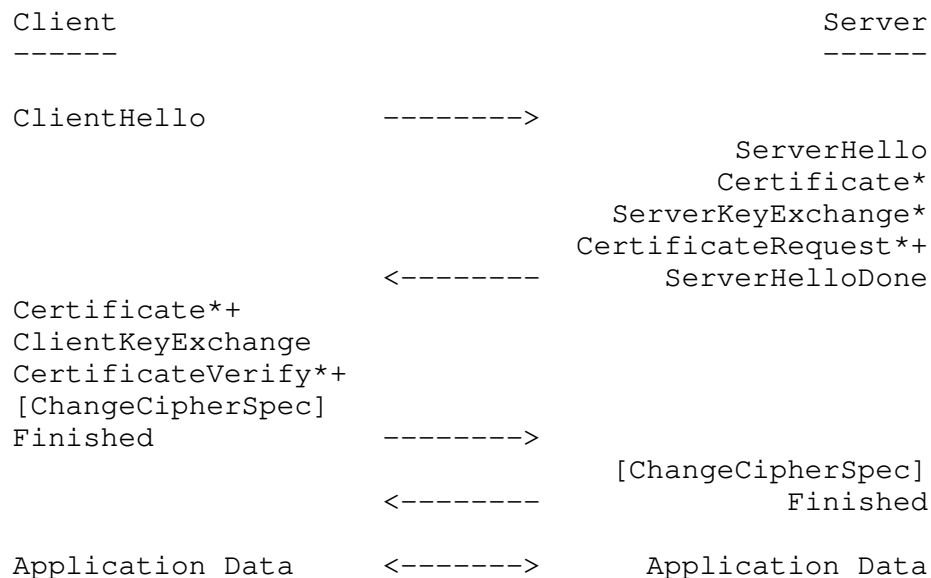 Client                                               Server
------                                               ------
ClientHello                -------->
                                                ServerHello
                                               Certificate*
                                         ServerKeyExchange*
                                       CertificateRequest*+
                           <--------        ServerHelloDone
Certificate*+
ClientKeyExchange
CertificateVerify*+
[ChangeCipherSpec]
Finished                   -------->
                                         [ChangeCipherSpec]
                           <--------               Finished
Application Data           <------->       Application Data